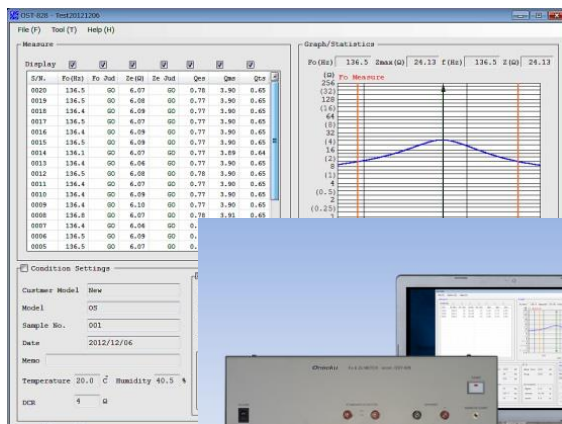 OST-828 - Test20121206
File (F) Tool (T) Help (H)
Measure
Display
S/N. Fo(Hz) Fo Jud Ze(Ω) Ze Jud Qes Qms Qts
0020 136.5 GO 6.07 GO 0.78 3.90 0.65
0019 136.5 GO 6.08 GO 0.77 3.90 0.65
0018 136.4 GO 6.09 GO 0.77 3.90 0.65
0017 136.5 GO 6.07 GO 0.77 3.90 0.65
0016 136.4 GO 6.09 GO 0.77 3.90 0.65
0015 136.5 GO 6.09 GO 0.77 3.90 0.65
0014 136.1 GO 6.07 GO 0.77 3.89 0.64
0013 136.4 GO 6.06 GO 0.77 3.90 0.65
0012 136.5 GO 6.08 GO 0.78 3.90 0.65
0011 136.4 GO 6.07 GO 0.77 3.90 0.65
0010 136.4 GO 6.09 GO 0.77 3.90 0.65
0009 136.4 GO 6.10 GO 0.77 3.90 0.65
0008 136.8 GO 6.07 GO 0.78 3.91 0.65
0007 136.4 GO 6.06 GO
0006 136.5 GO 6.09 GO
0005 136.5 GO 6.07 GO
Condition Settings
Custmer Model New
Model OS
Sample No. 001
Date 2012/12/06
Memo
Temperature 20.0 C Humidity 40.5 %
DCR 4 Ω
Graph/Statistics
Fo(Hz) 136.5 Zmax(Ω) 24.13 f(Hz) 136.5 Z(Ω) 24.13
(Ω) Fo Measure
256
(32)
128
(16)
64
(8)
32
(4)
16
(2)
8
(1)
4
(0.5)
2
(0.25)
1